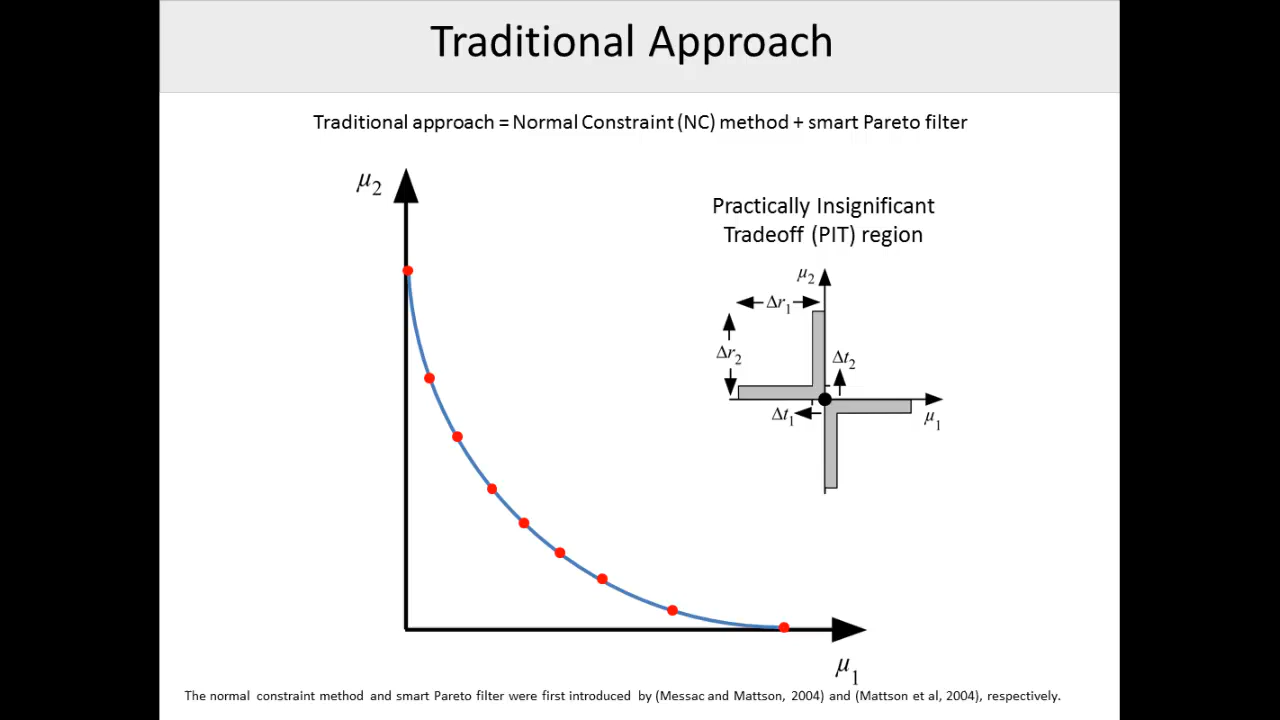 Traditional Approach
Traditional approach = Normal Constraint (NC) method + smart Pareto filter
μ2
Practically Insignificant
Tradeoff (PIT) region
μ2
Δr1
Δr2
Δt2
Δt1
μ1
μ1
The normal constraint method and smart Pareto filter were first introduced by (Messac and Mattson, 2004) and (Mattson et al, 2004), respectively.